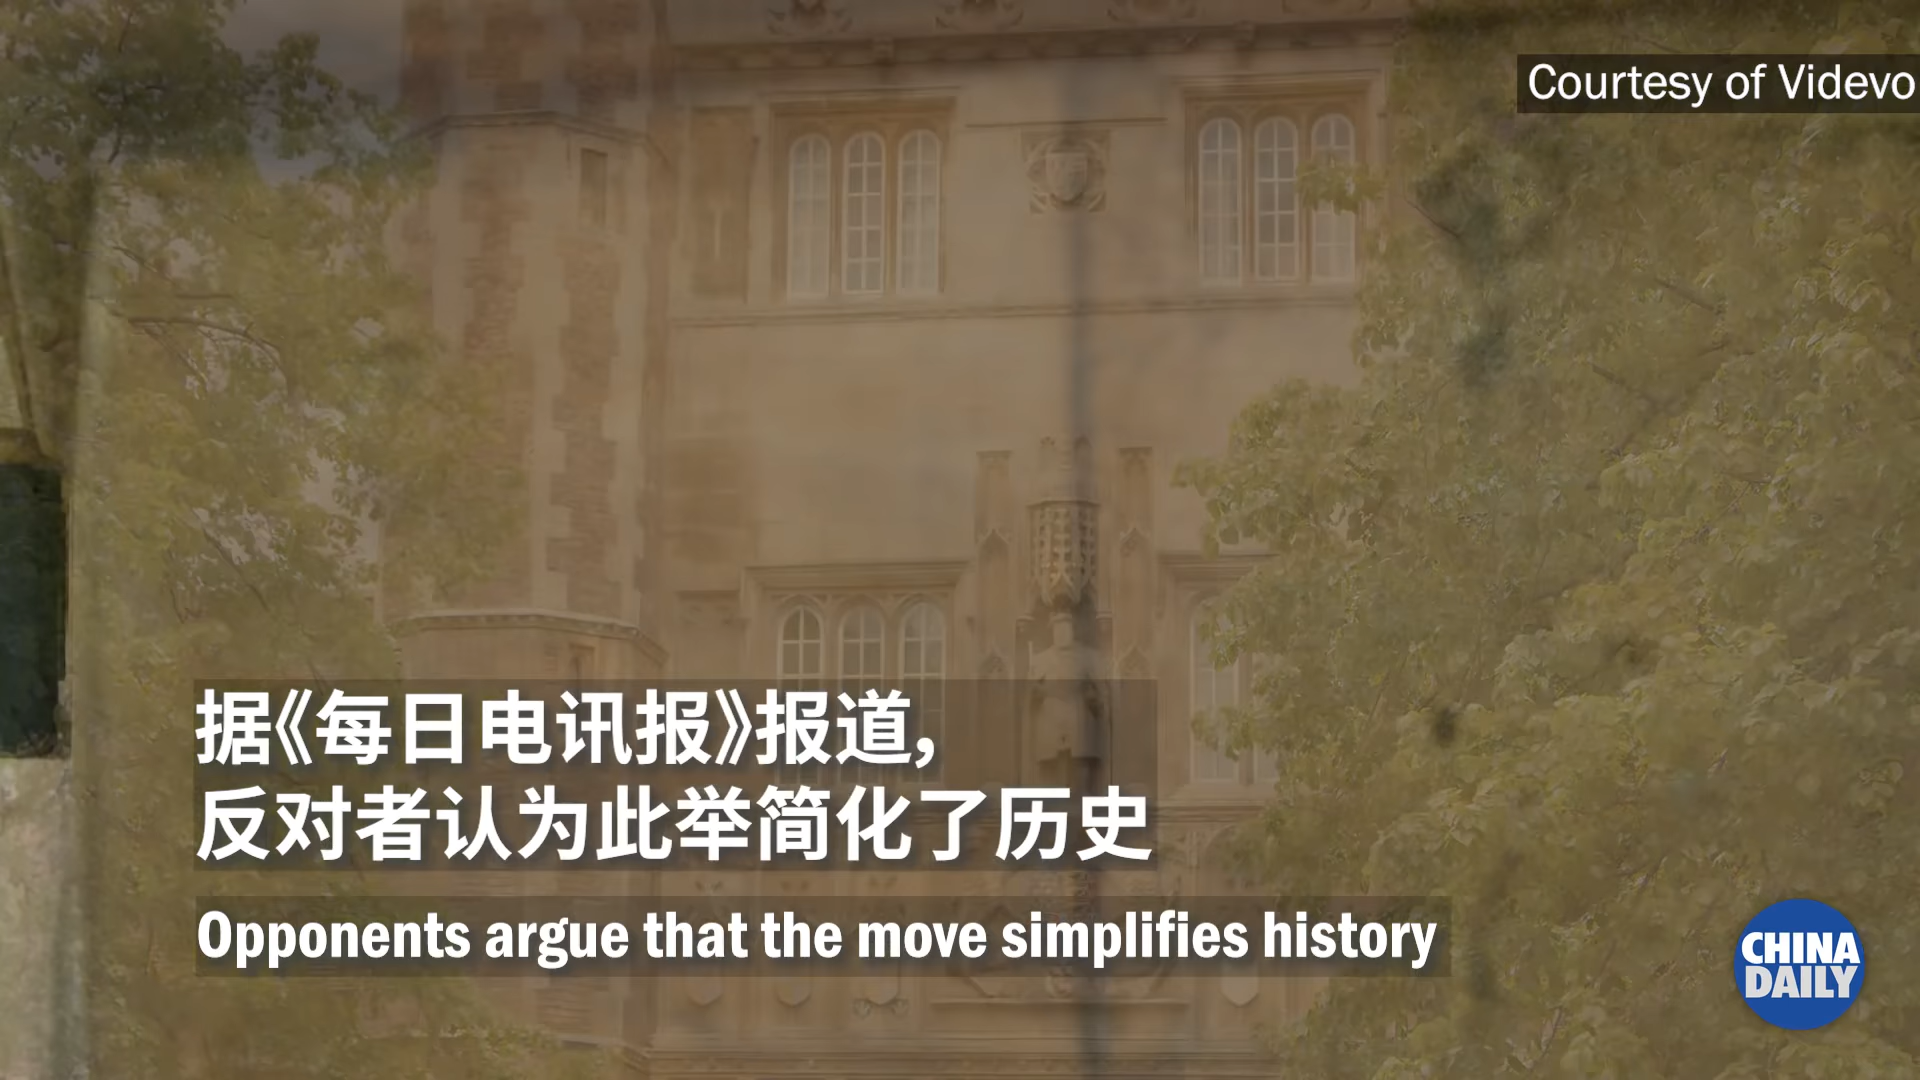 Courtesy of Videvo
据《每日电讯报》报道,
反对者认为此举简化了历史
Opponents argue that the move simplifies history
CHINA
DAILY